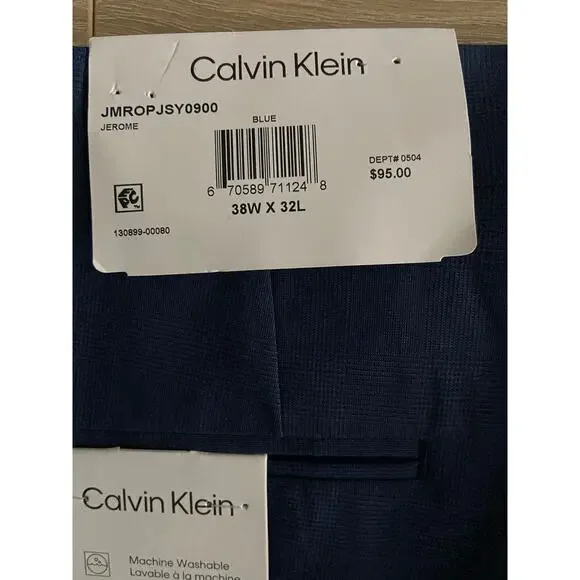 Calvin Klein
JMROPJSY0900
JEROME
BLUE
DEPT# 0504
$95.00
6 70589 71124 8
38W X 32L
130899-00080
Calvin Klein
Machine Washable
Lavable à la machine